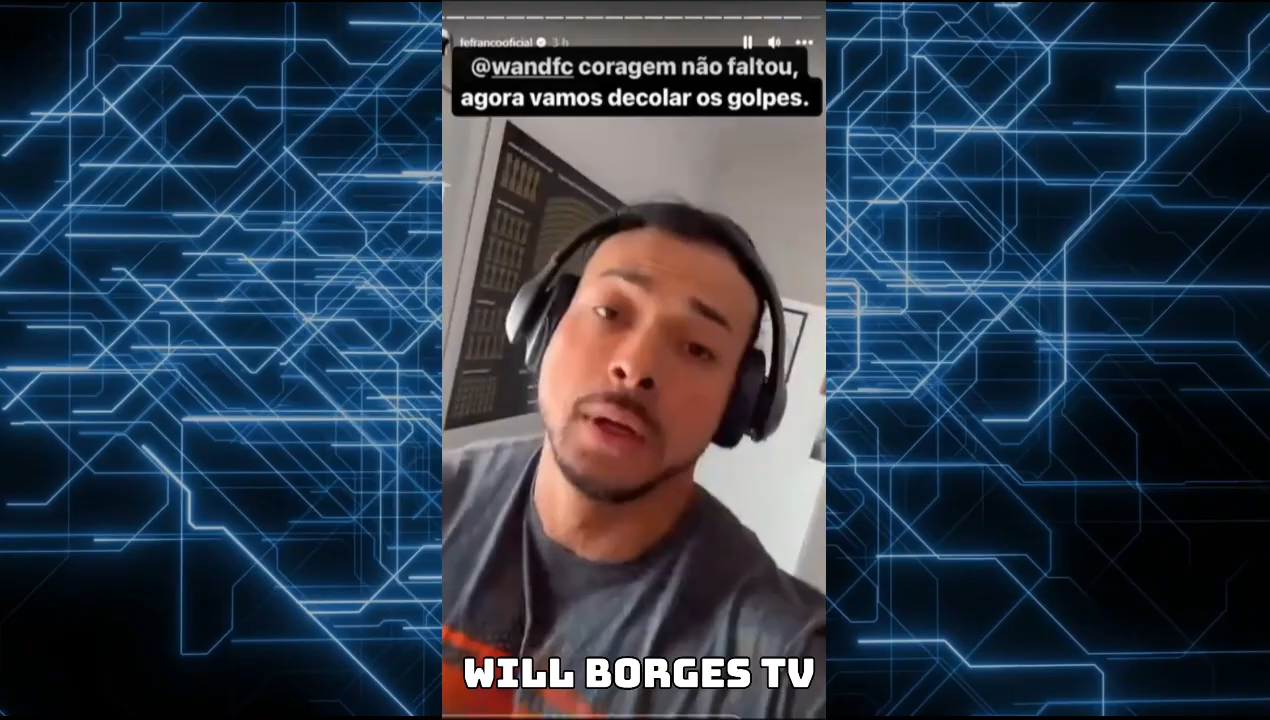 fefrancooficial 3 h
@wandfc coragem não faltou,
agora vamos decolar os golpes.
WILL BORGES TV